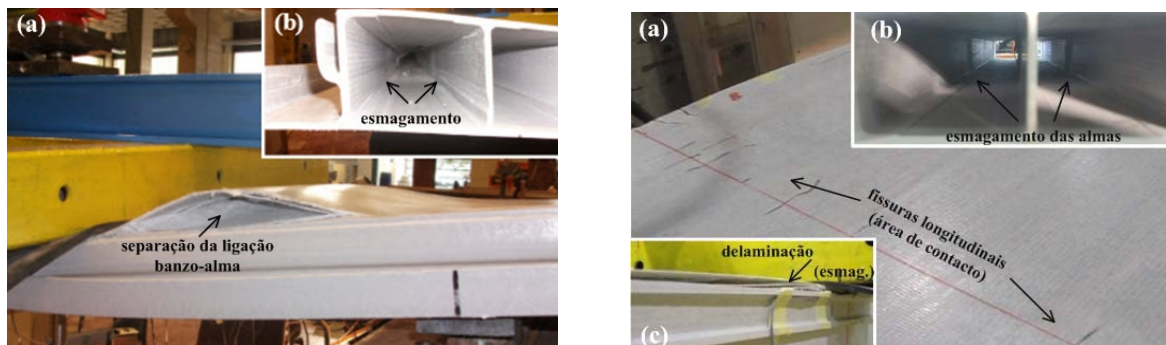 (a)
(b)
esmagamento
separação da ligação
banzo-alma
(a)
(b)
esmagamento das almas
fissuras longitudinais
(área de contacto)
delaminação
(esmag.)
(c)